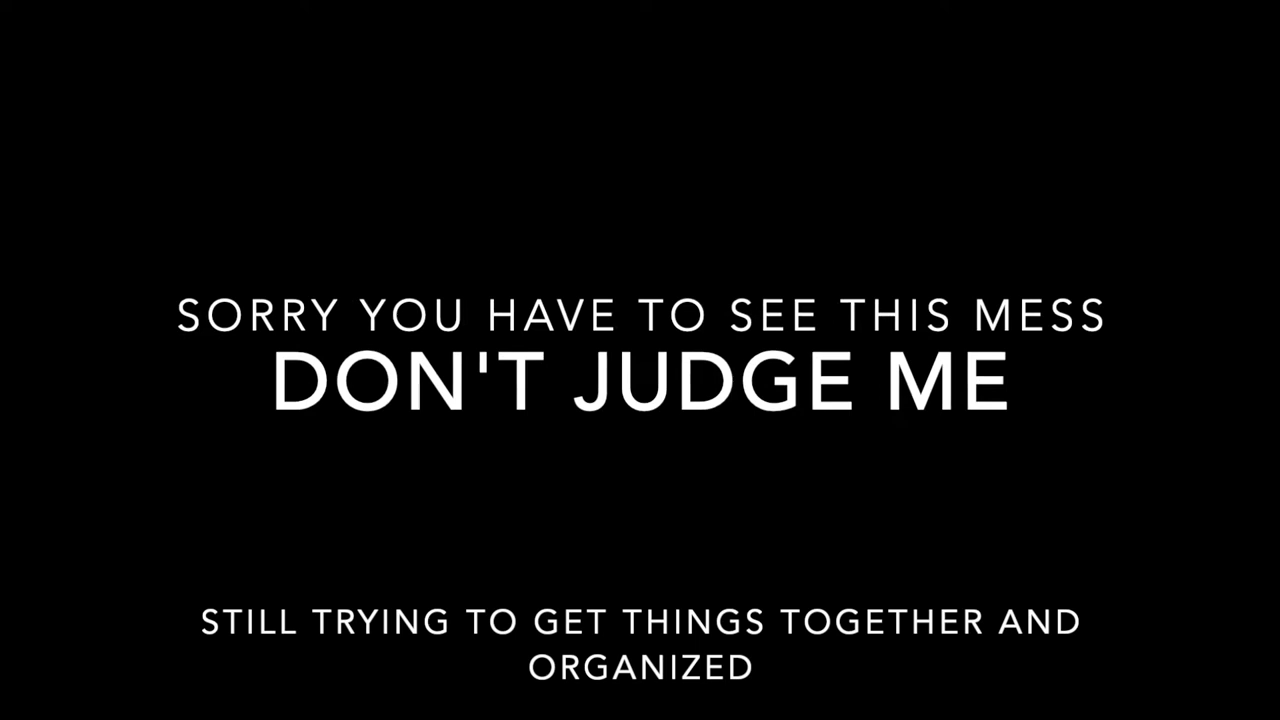 SORRY YOU HAVE TO SEE THIS MESS
DON'T JUDGE ME
STILL TRYING TO GET THINGS TOGETHER AND
ORGANIZED